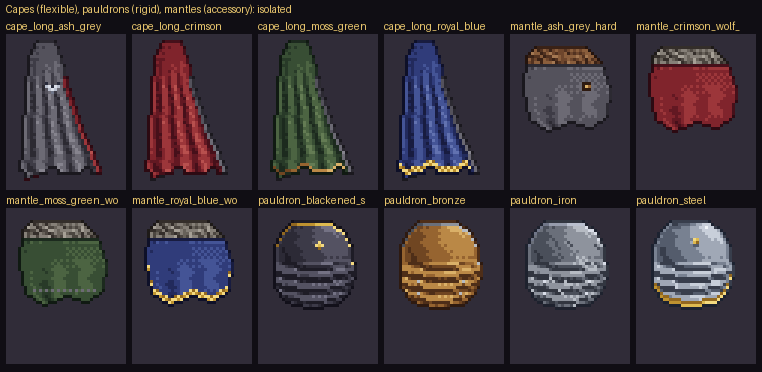 Capes (flexible), pauldrons (rigid), mantles (accessory): isolated
cape_long_ash_grey cape_long_crimson cape_long_moss_green cape_long_royal_blue mantle_ash_grey_hard mantle_crimson_wolf_
mantle_moss_green_wo mantle_royal_blue_wo pauldron_blackened_s pauldron_bronze pauldron_iron pauldron_steel